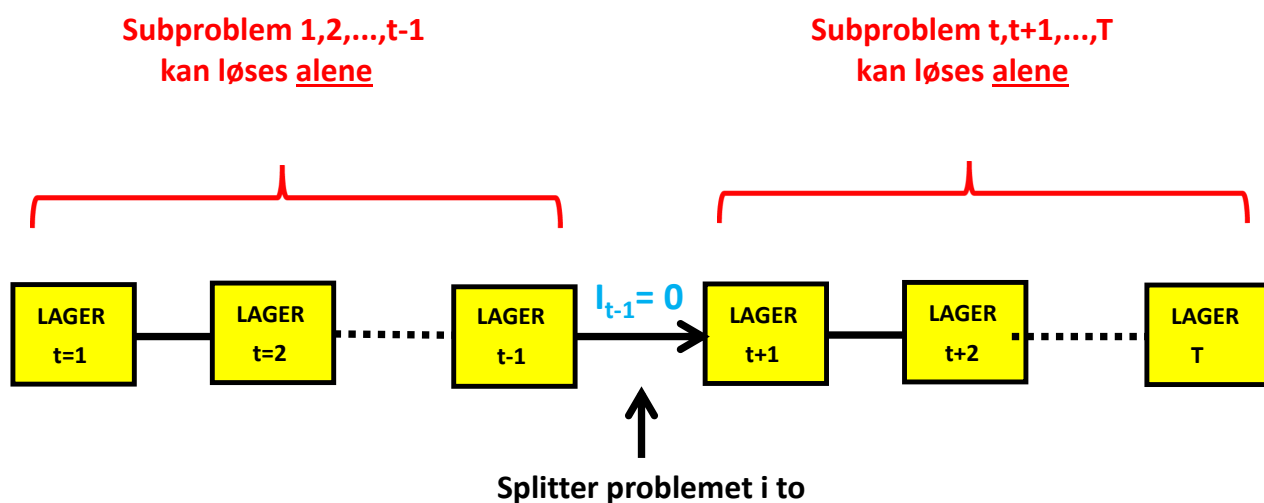 Subproblem 1,2,...,t-1
kan løses alene
Subproblem t,t+1,...,T
kan løses alene
LAGER
t=1
LAGER
t=2
LAGER
t-1
I_{t-1} = 0
LAGER
t+1
LAGER
t+2
LAGER
T
Splitter problemet i to